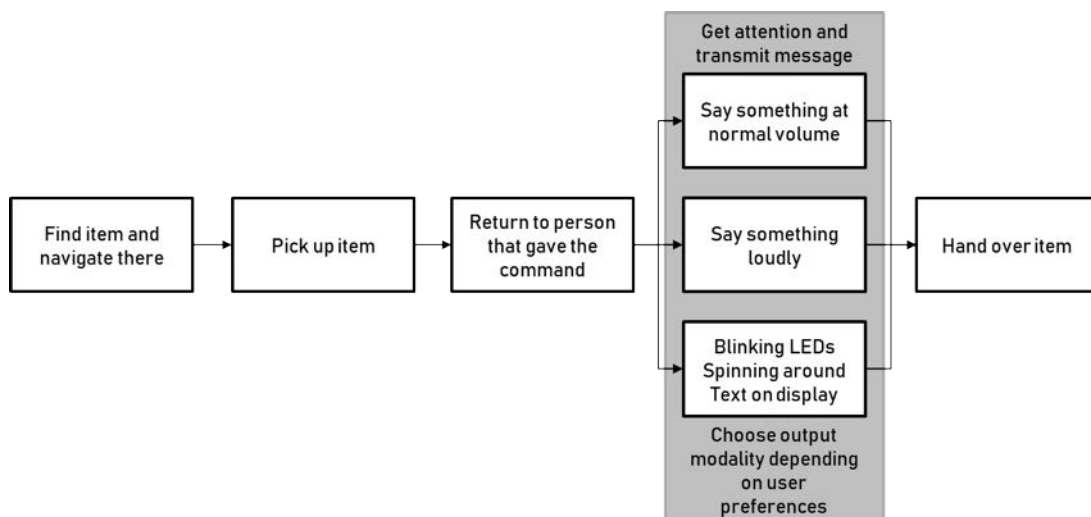 Get attention and
transmit message
Say something at
normal volume
Find item and
navigate there
Pick up item
Return to person
that gave the
command
Say something
loudly
Hand over item
Blinking LEDs
Spinning around
Text on display
Choose output
modality depending
on user
preferences